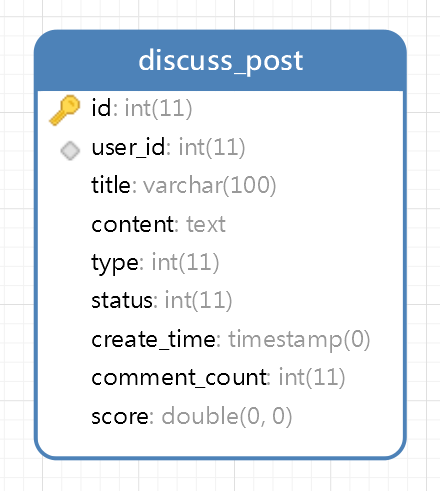 discuss_post
id: int(11)
user_id: int(11)
title: varchar(100)
content: text
type: int(11)
status: int(11)
create_time: timestamp(0)
comment_count: int(11)
score: double(0, 0)